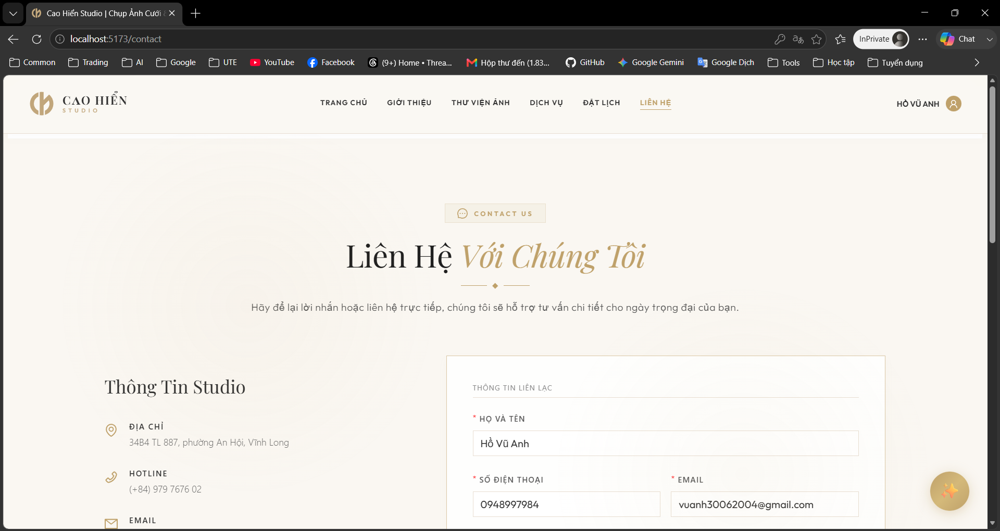 Cao Hiển Studio | Chụp Ảnh Cưới
localhost:5173/contact
InPrivate
Chat
Common
Trading
AI
Google
UTE
YouTube
Facebook
(9+) Home • Threa...
Hộp thư đến (1.83...
GitHub
Google Gemini
Google Dịch
Tools
Học tập
Tuyển dụng
CAO HIỂN
STUDIO
TRANG CHỦ
GIỚI THIỆU
THƯ VIỆN ẢNH
DỊCH VỤ
ĐẶT LỊCH
LIÊN HỆ
HỒ VŨ ANH
CONTACT US
Liên Hệ Với Chúng Tôi
Hãy để lại lời nhắn hoặc liên hệ trực tiếp, chúng tôi sẽ hỗ trợ tư vấn chi tiết cho ngày trọng đại của bạn.
Thông Tin Studio
ĐỊA CHỈ
34B4 TL 887, phường An Hội, Vĩnh Long
HOTLINE
(+84) 979 7676 02
EMAIL
THÔNG TIN LIÊN LẠC
* HỌ VÀ TÊN
Hồ Vũ Anh
* SỐ ĐIỆN THOẠI
0948997984
* EMAIL
vuanh30062004@gmail.com